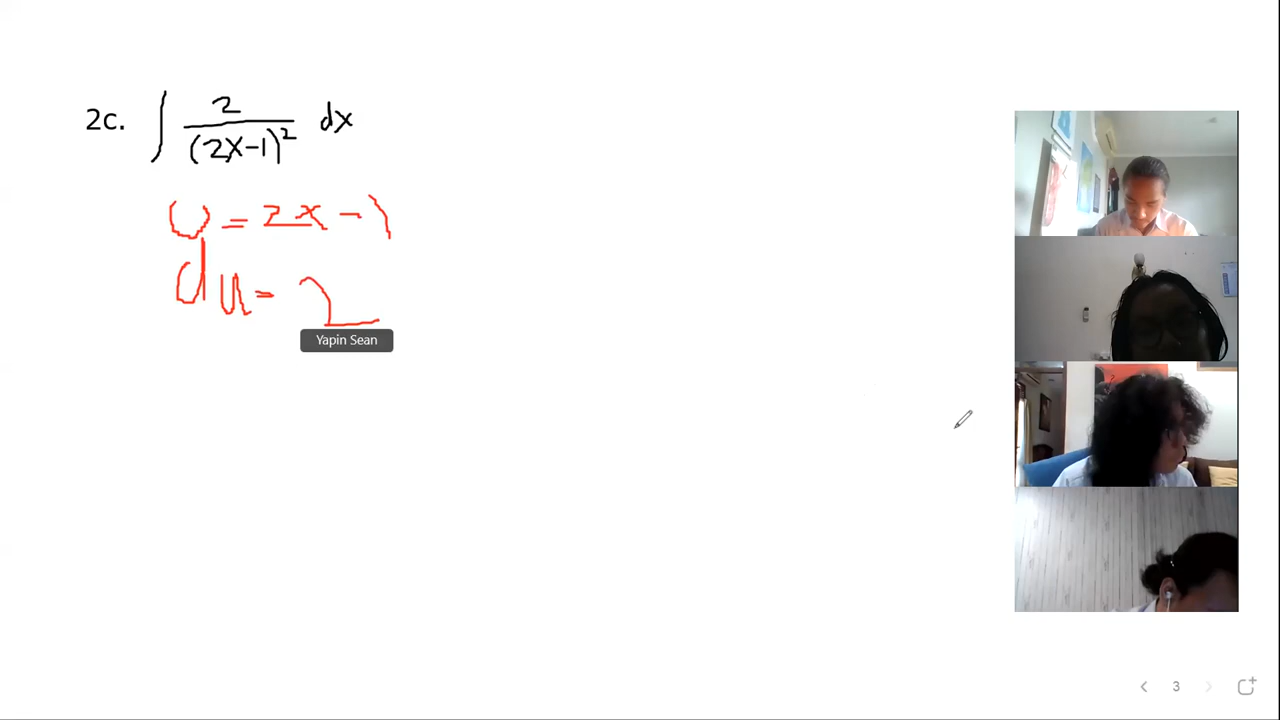 2c. ∫ 2/(2x-1)² dx
u = 2x - 1
du = 2
Yapin Sean
3